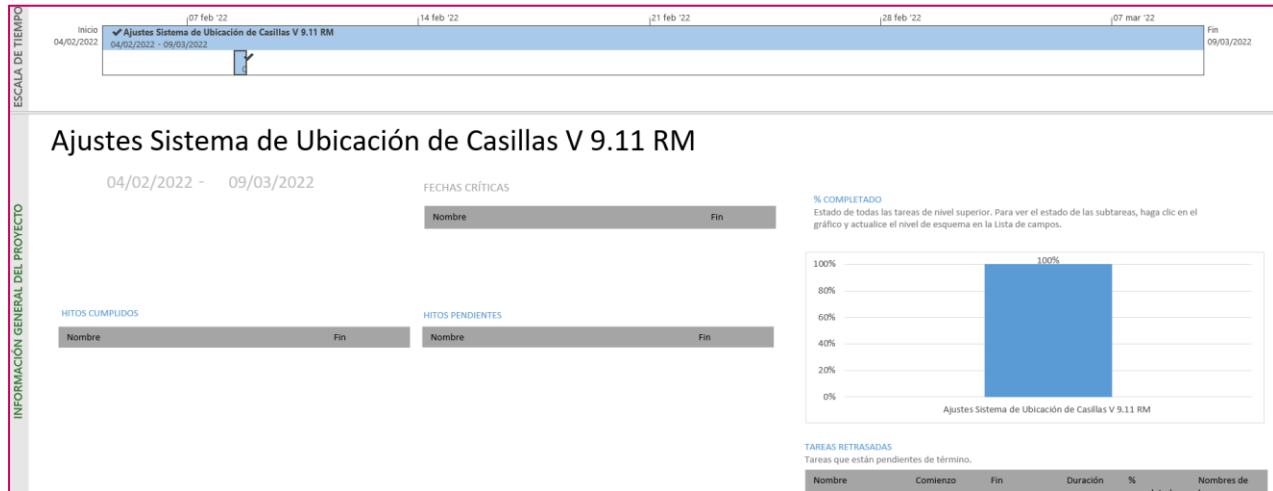 ESCALA DE TIEMPO
07 feb '22
14 feb '22
21 feb '22
28 feb '22
07 mar '22
Inicio
04/02/2022
Ajustes Sistema de Ubicación de Casillas V 9.11 RM
04/02/2022 - 09/03/2022
Fin
09/03/2022
INFORMACIÓN GENERAL DEL PROYECTO
Ajustes Sistema de Ubicación de Casillas V 9.11 RM
04/02/2022 - 09/03/2022
FECHAS CRÍTICAS
Nombre Fin
HITOS CUMPLIDOS
Nombre Fin
HITOS PENDIENTES
Nombre Fin
% COMPLETADO
Estado de todas las tareas de nivel superior. Para ver el estado de las subtareas, haga clic en el
gráfico y actualice el nivel de esquema en la Lista de campos.
100%
100%
80%
60%
40%
20%
0%
Ajustes Sistema de Ubicación de Casillas V 9.11 RM
TAREAS RETRASADAS
Tareas que están pendientes de término.
Nombre Comienzo Fin Duración % Nombres de